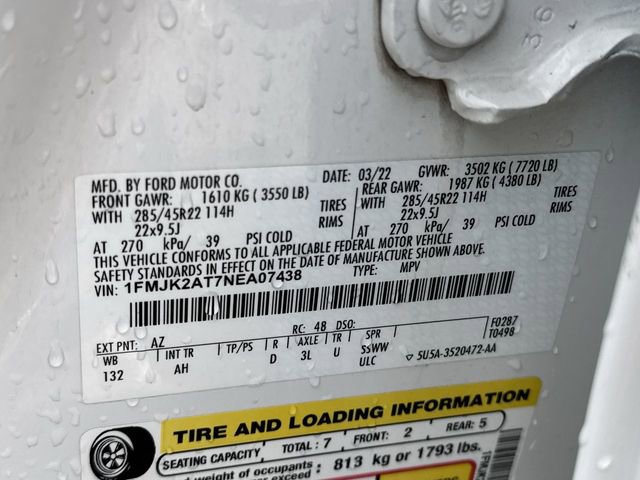 36
MFD. BY FORD MOTOR CO. DATE: 03/22 GVWR: 3502 KG ( 7720 LB)
FRONT GAWR: 1610 KG ( 3550 LB) REAR GAWR: 1987 KG ( 4380 LB)
WITH 285/45R22 114H TIRES WITH 285/45R22 114H TIRES
22x9.5J RIMS 22x9.5J RIMS
AT 270 kPa/ 39 PSI COLD AT 270 kPa/ 39 PSI COLD
THIS VEHICLE CONFORMS TO ALL APPLICABLE FEDERAL MOTOR VEHICLE
SAFETY STANDARDS IN EFFECT ON THE DATE OF MANUFACTURE SHOWN ABOVE.
VIN: 1FMJK2AT7NEA07438 TYPE: MPV
EXT PNT: AZ RC: 48 DSO: F0287
T0498
WB INT TR TP/PS R AXLE TR SPR
132 AH D 3L U SSWW
ULC ▽ 5U5A-3520472-AA
TIRE AND LOADING INFORMATION
SEATING CAPACITY TOTAL : 7 FRONT: 2 REAR: 5
weight of occupants : 813 kg or 1793 lbs.
exceed